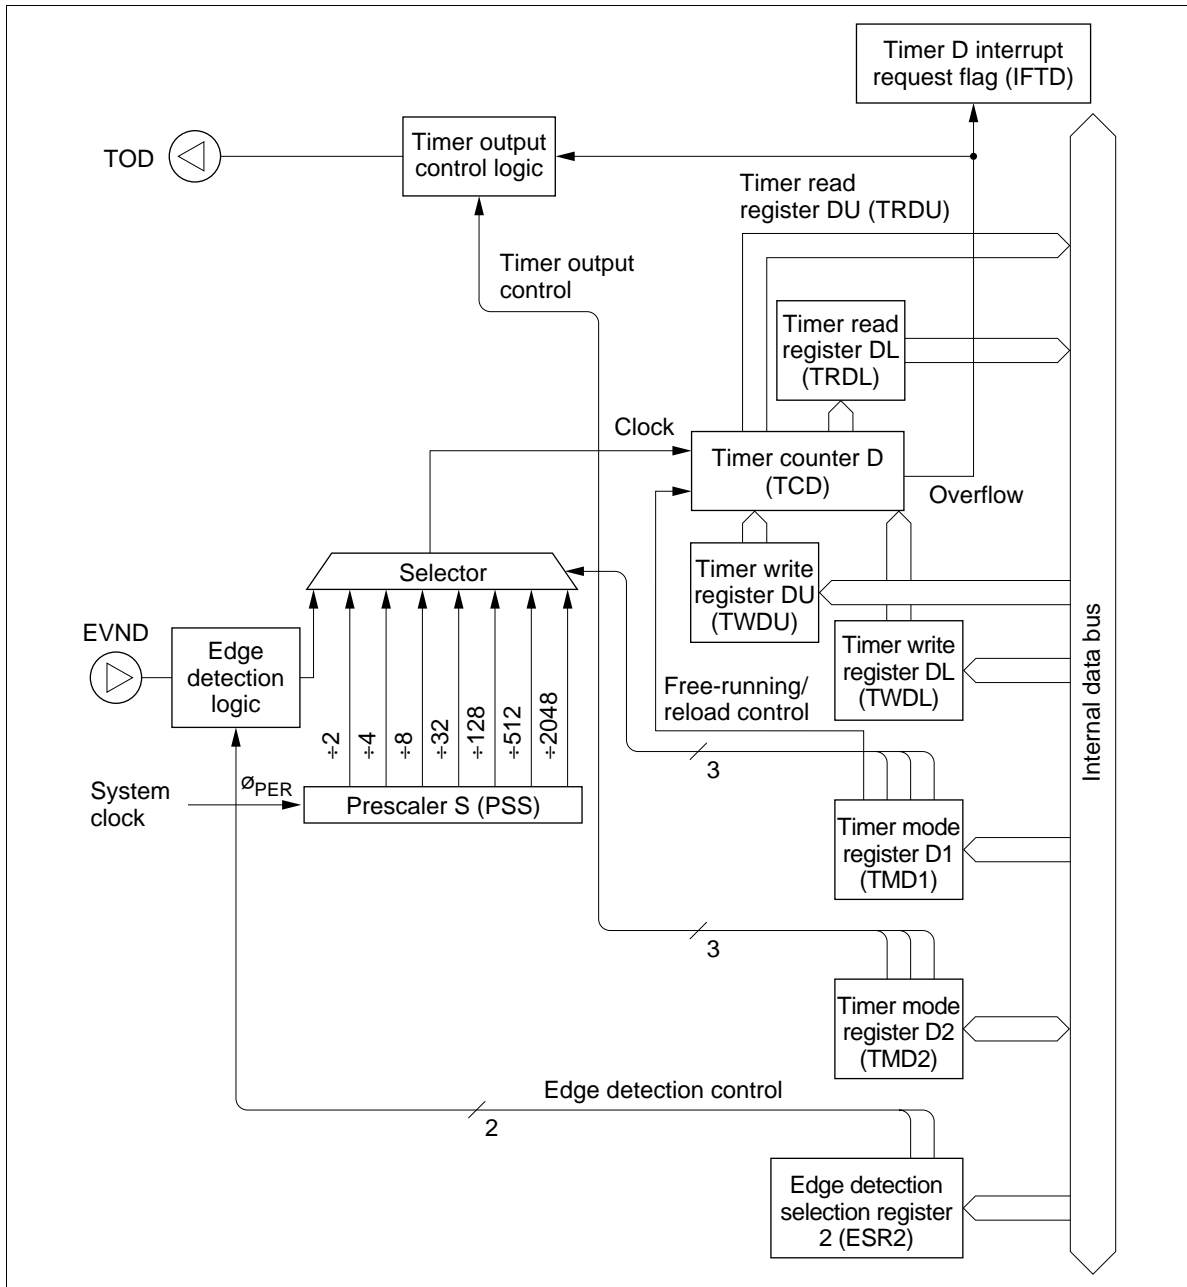 Timer D interrupt
request flag (IFTD)
Timer output
control logic
TOD
Timer read
register DU (TRDU)
Timer output
control
Timer read
register DL
(TRDL)
Clock
Timer counter D
(TCD)
Overflow
Selector
Timer write
register DU
(TWDU)
EVND
Edge
detection
logic
Timer write
register DL
(TWDL)
Free-running/
reload control
÷2
÷4
÷8
÷32
÷128
÷512
÷2048
3
Internal data bus
System
clock
øPER
Prescaler S (PSS)
Timer mode
register D1
(TMD1)
3
Timer mode
register D2
(TMD2)
Edge detection control
2
Edge detection
selection register
2 (ESR2)